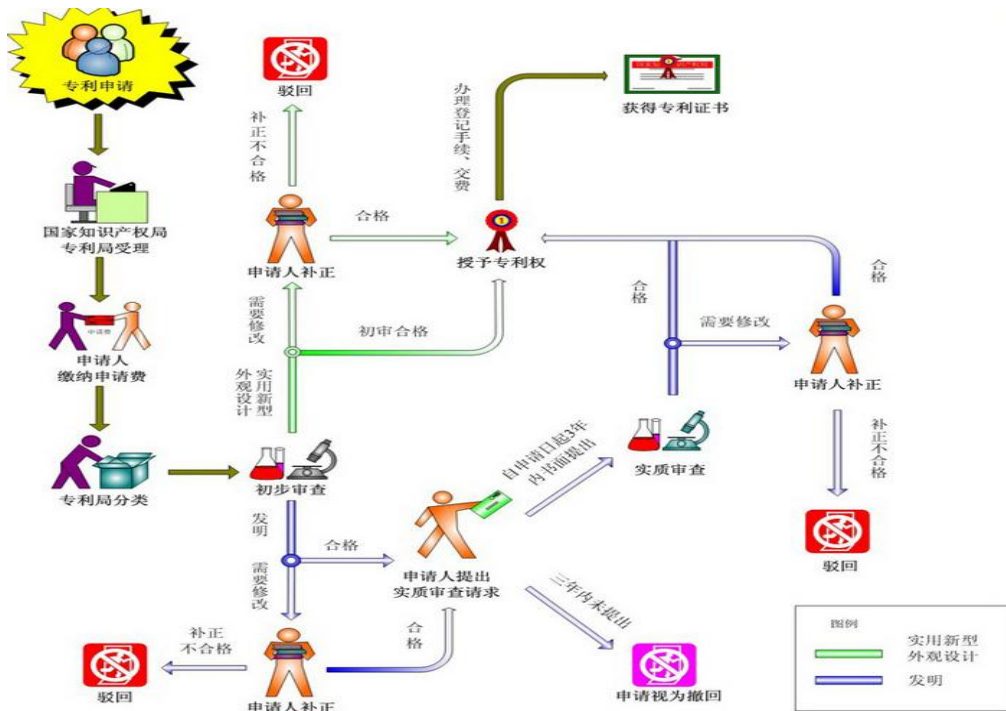 专利申请
国家知识产权局
专利局受理
申请费
申请人
缴纳申请费
专利局分类
驳回
补正不合格
申请人补正
合格
需要修改
初审合格
外观设计
实用新型
初步审查
发明
合格
需要修改
补正
不合格
驳回
申请人补正
合格
办理登记手续、交费
获得专利证书
授予专利权
申请人提出
实质审查请求
自申请日起3年
内书面提出
三年内未提出
申请视为撤回
实质审查
合格
需要修改
合格
申请人补正
补正不合格
驳回
图例
实用新型
外观设计
发明